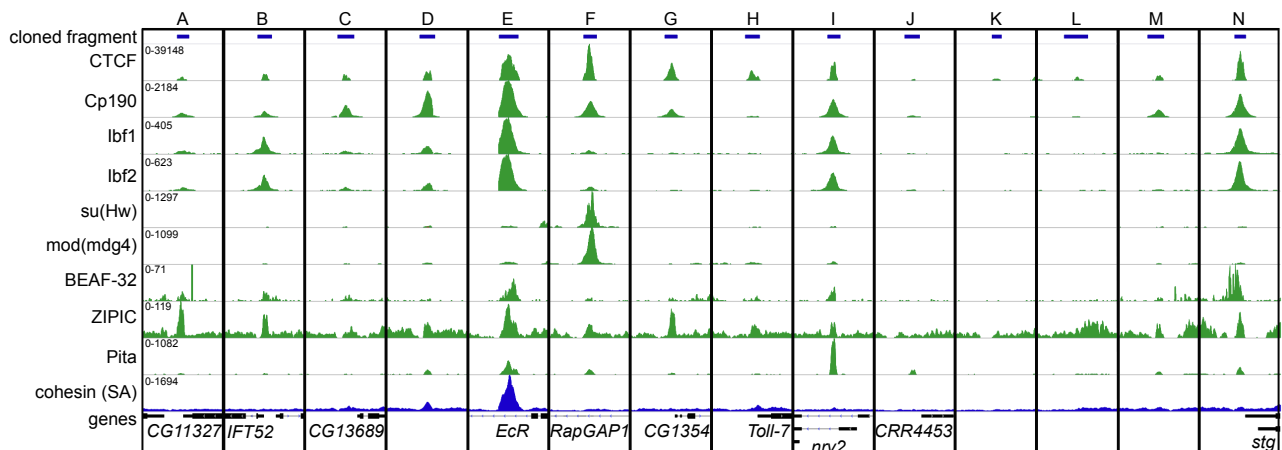 A B C D E F G H I J K L M N
cloned fragment
CTCF 0-39148
Cp190 0-2184
Ibf1 0-405
Ibf2 0-623
su(Hw) 0-1297
mod(mdg4) 0-1099
BEAF-32 0-71
ZIPIC 0-119
Pita 0-1082
cohesin (SA) 0-1694
genes
CG11327 IFT52 CG13689 EcR RapGAP1 CG1354 Toll-7 nrv2 CRR4453 stg